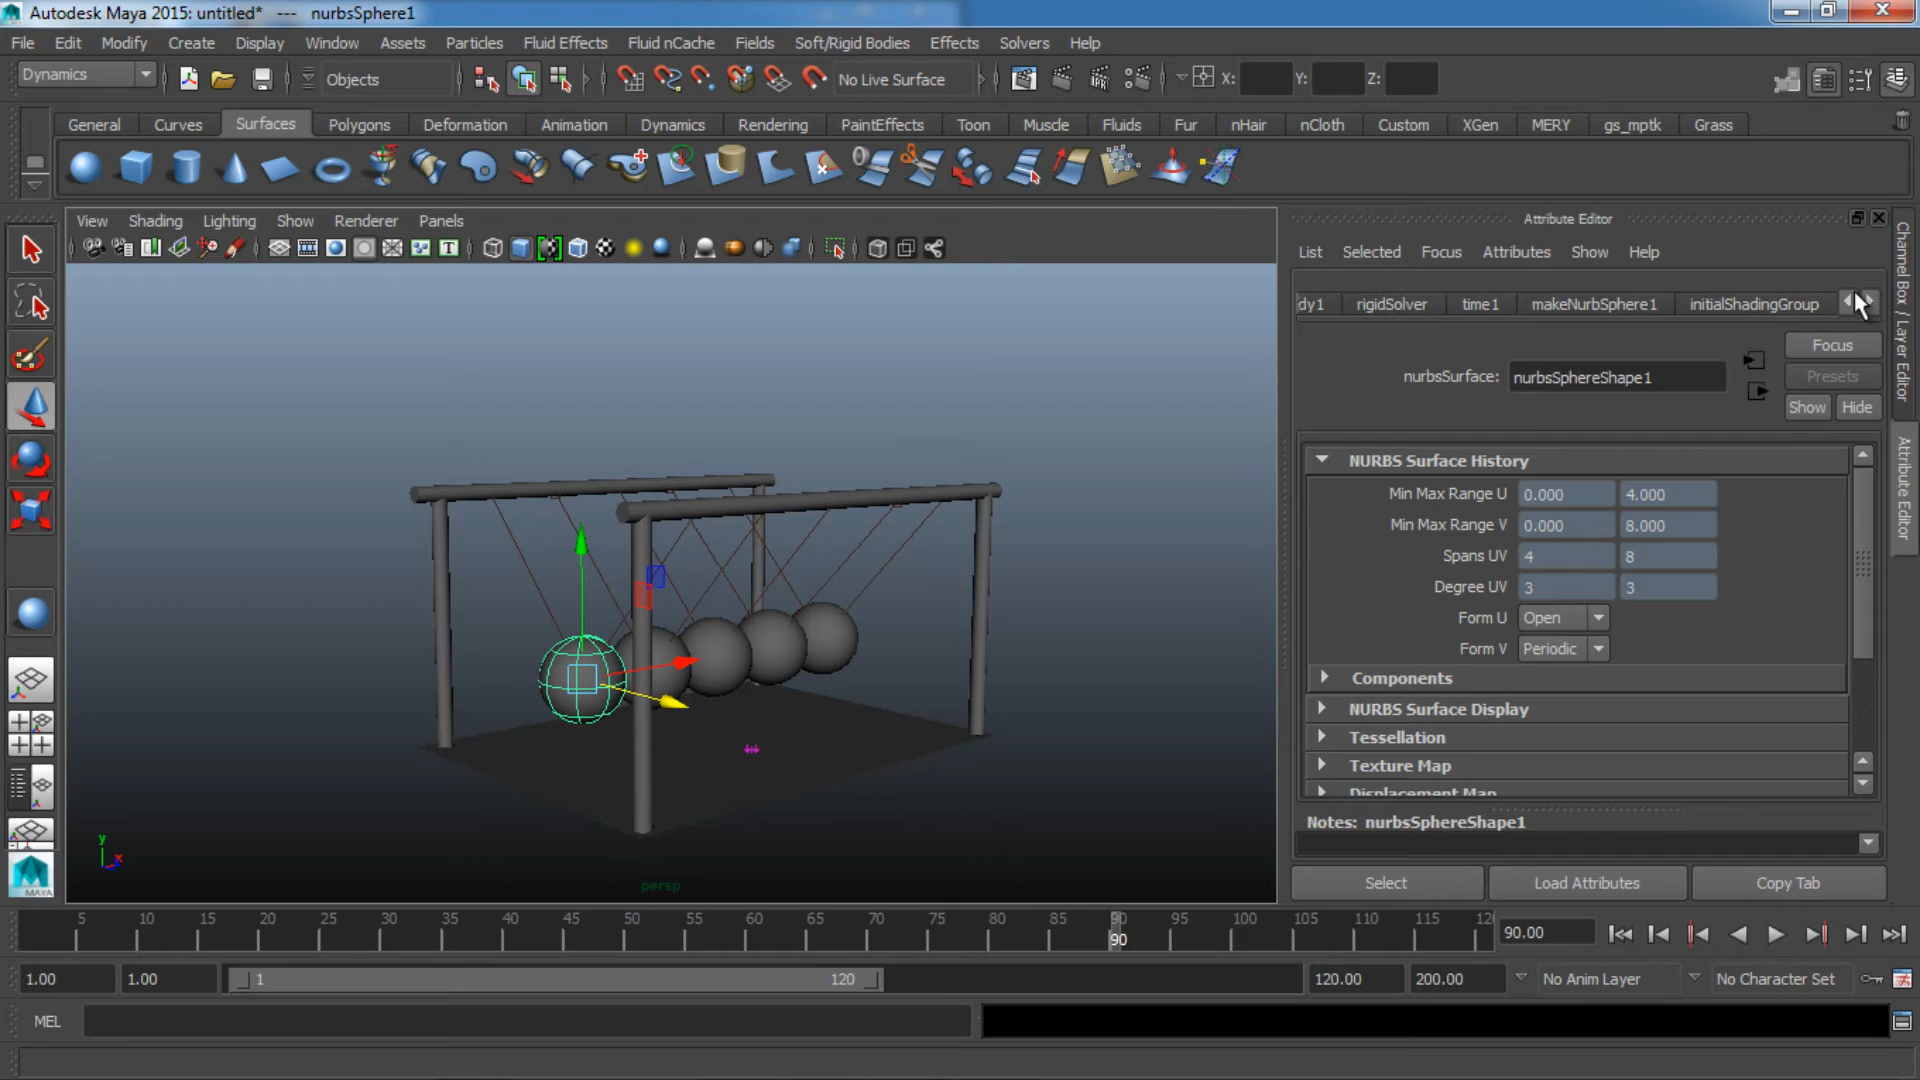 Autodesk Maya 2015: untitled* --- nurbsSphere1
File Edit Modify Create Display Window Assets Particles Fluid Effects Fluid nCache Fields Soft/Rigid Bodies Effects Solvers Help
Dynamics Objects No Live Surface X: Y: Z:
General Curves Surfaces Polygons Deformation Animation Dynamics Rendering PaintEffects Toon Muscle Fluids Fur nHair nCloth Custom XGen MERY gs_mptk Grass
View Shading Lighting Show Renderer Panels
Attribute Editor
List Selected Focus Attributes Show Help
dy1 rigidSolver time1 makeNurbSphere1 initialShadingGroup
Focus
nurbsSurface: nurbsSphereShape1
Presets
Show Hide
NURBS Surface History
Min Max Range U 0.000 4.000
Min Max Range V 0.000 8.000
Spans UV 4 8
Degree UV 3 3
Form U Open
Form V Periodic
Components
NURBS Surface Display
Tessellation
Texture Map
Displacement Map
Notes: nurbsSphereShape1
Select Load Attributes Copy Tab
Channel Box / Layer Editor
Attribute Editor
T
y
x
persp
MAYA
5 10 15 20 25 30 35 40 45 50 55 60 65 70 75 80 85 90 95 100 105 110 115 12
90
90.00
1.00 1.00 1 120 120.00 200.00 No Anim Layer No Character Set
MEL